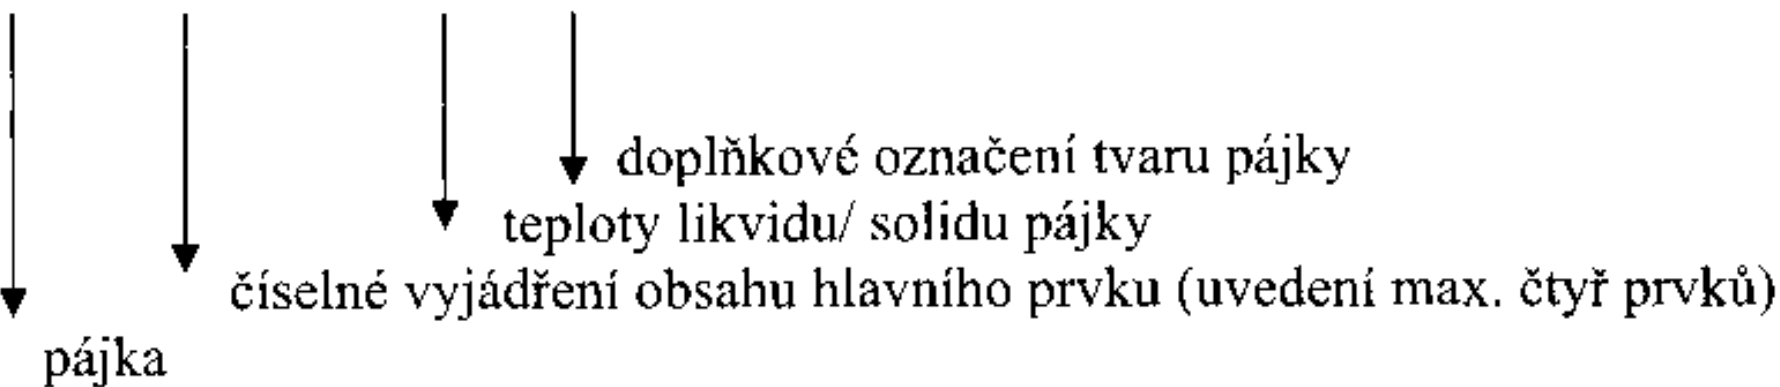 doplňkové označení tvaru pájky
teploty likvidu/ solidu pájky
číselné vyjádření obsahu hlavního prvku (uvedení max. čtyř prvků)
pájka